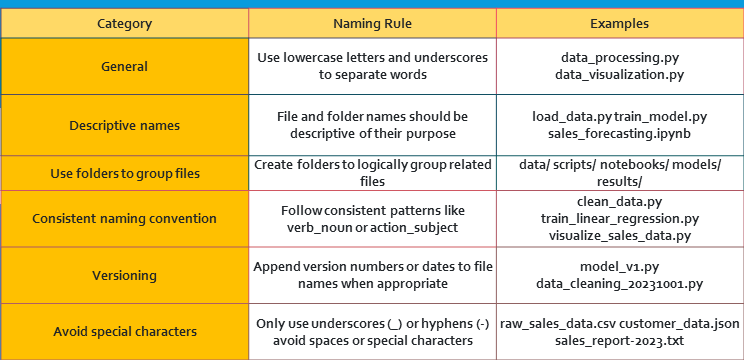 Category Naming Rule Examples
General
Use lowercase letters and underscores
to separate words
data_processing.py
data_visualization.py
Descriptive names
File and folder names should be
descriptive of their purpose
load_data.py train_model.py
sales_forecasting.ipynb
Use folders to group files
Create folders to logically group related
files
data/ scripts/ notebooks/ models/
results/
Consistent naming convention
Follow consistent patterns like
verb_noun or action_subject
clean_data.py
train_linear_regression.py
visualize_sales_data.py
Versioning
Append version numbers or dates to file
names when appropriate
model_v1.py
data_cleaning_20231001.py
Avoid special characters
Only use underscores (_) or hyphens (-)
avoid spaces or special characters
raw_sales_data.csv customer_data.json
sales_report-2023.txt